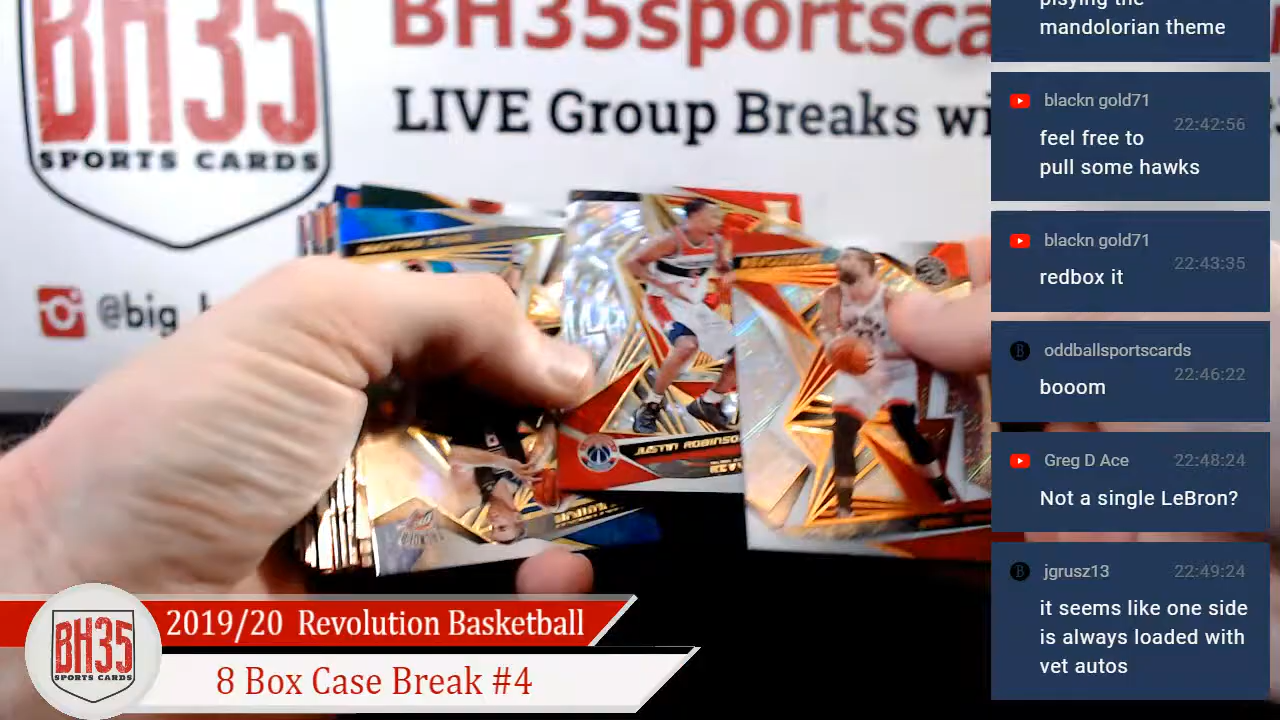 BH35
SPORTS CARDS
BH35sportsca
LIVE Group Breaks wi
@big_
JUSTIN ROBINSO
pisying the
mandolorian theme
blackn gold71
22:42:56
feel free to
pull some hawks
blackn gold71
22:43:35
redbox it
oddballsportscards
22:46:22
booom
Greg D Ace
22:48:24
Not a single LeBron?
jgrusz13
22:49:24
it seems like one side
is always loaded with
vet autos
BH35
SPORTS CARDS
2019/20 Revolution Basketball
8 Box Case Break #4